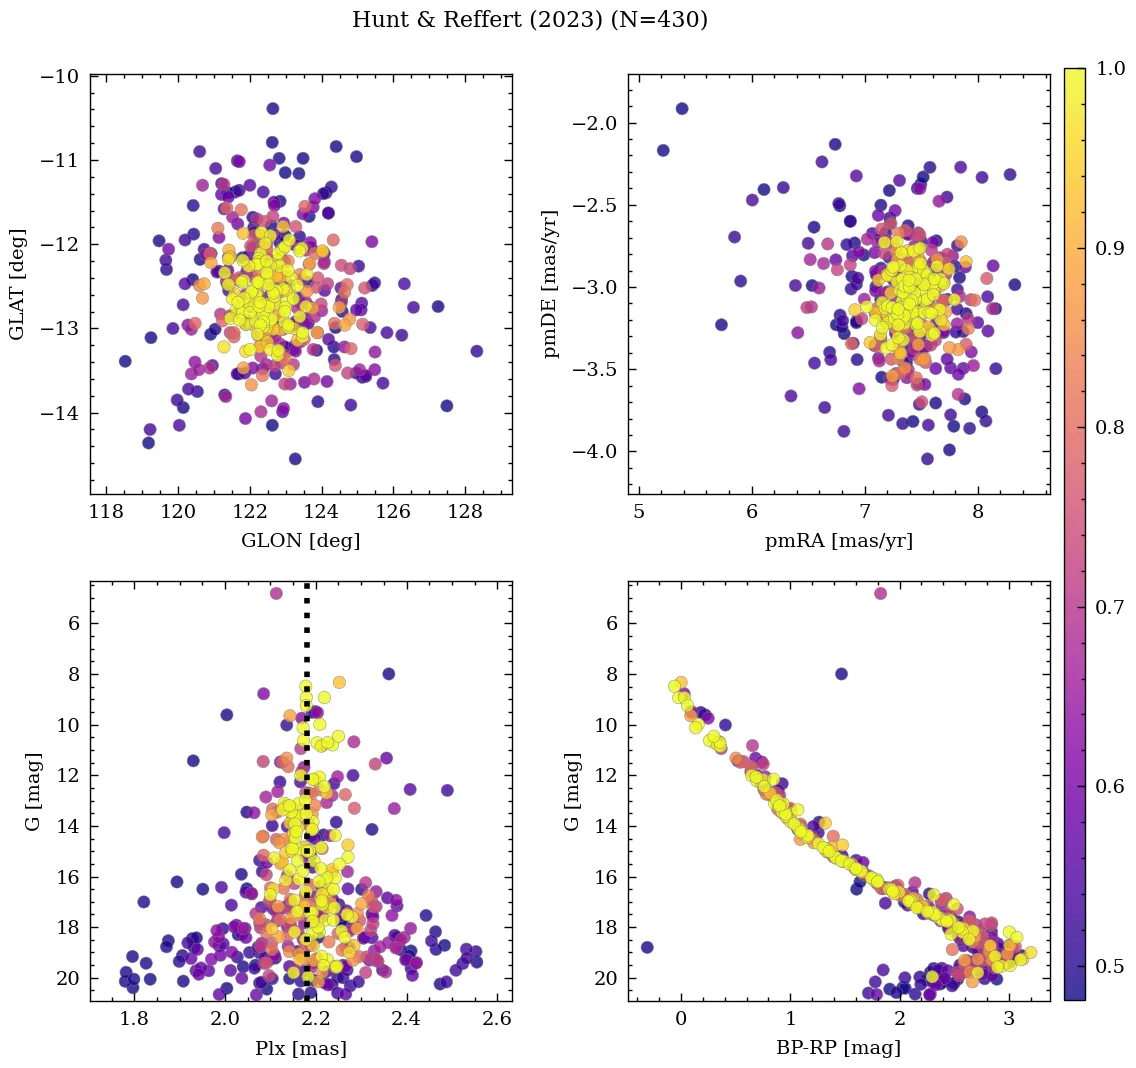 Hunt & Reffert (2023) (N=430)
−10
−11
−12
−13
−14
GLAT [deg]
118 120 122 124 126 128
GLON [deg]
−2.0
−2.5
−3.0
−3.5
−4.0
pmDE [mas/yr]
5 6 7 8
pmRA [mas/yr]
1.0
0.9
0.8
0.7
0.6
0.5
6
8
10
12
14
16
18
20
G [mag]
1.8 2.0 2.2 2.4 2.6
Plx [mas]
6
8
10
12
14
16
18
20
G [mag]
0 1 2 3
BP-RP [mag]